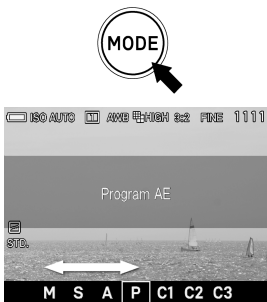 MODE
ISO AUTO AWB HIGH 3:2 FINE 1111
Program AE
STD.
M S A P C1 C2 C3